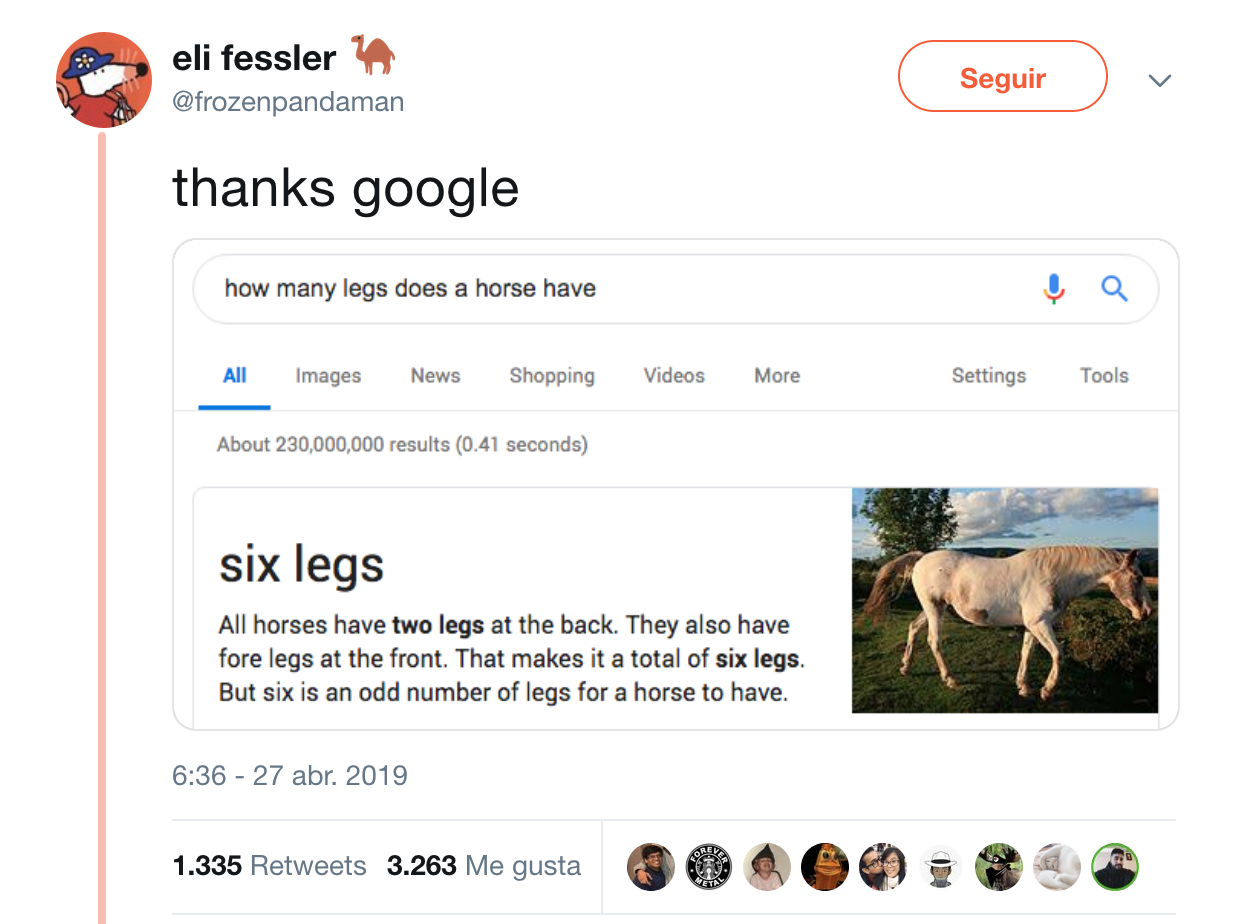 eli fessler 🐪
@frozenpandaman
Seguir
thanks google
how many legs does a horse have
All Images News Shopping Videos More Settings Tools
About 230,000,000 results (0.41 seconds)
six legs
All horses have two legs at the back. They also have
fore legs at the front. That makes it a total of six legs.
But six is an odd number of legs for a horse to have.
6:36 - 27 abr. 2019
1.335 Retweets 3.263 Me gusta
FOREVER
METAL